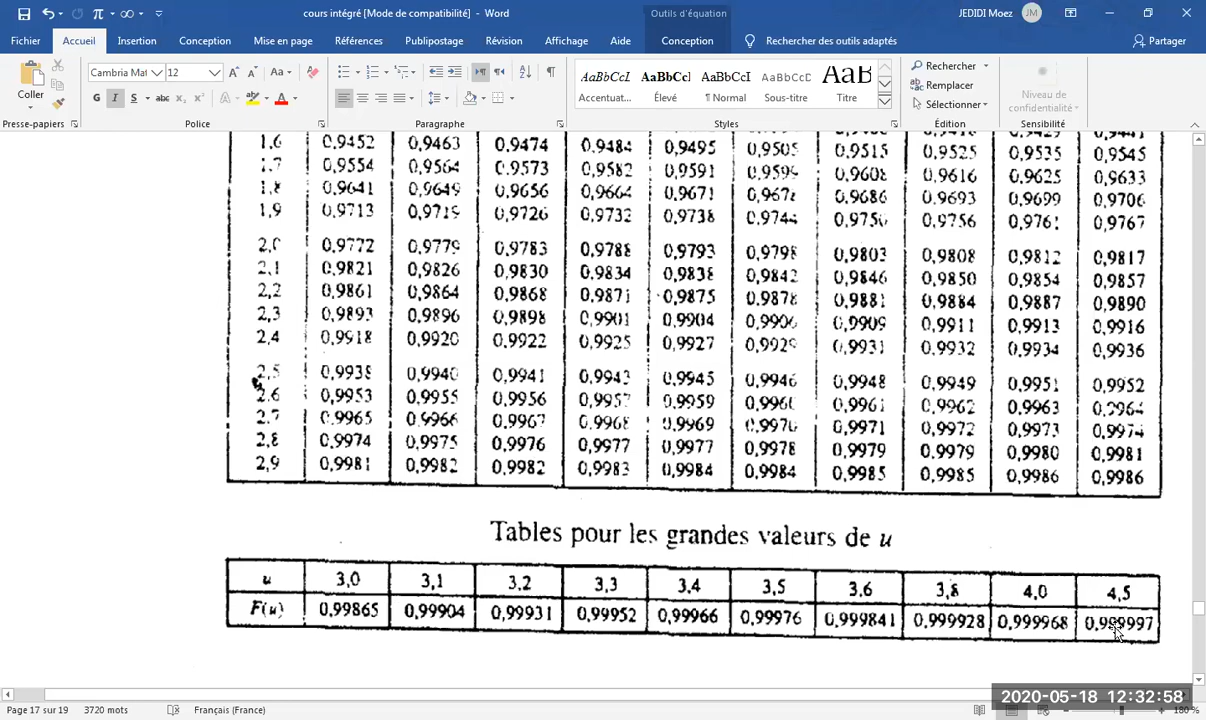 cours intégré [Mode de compatibilité] - Word
Outils d'équation
JEDIDI Moez
JM
Fichier Accueil Insertion Conception Mise en page Références Publipostage Révision Affichage Aide Conception Rechercher des outils adaptés Partager
Coller
Cambria Mat 12
AaBbCcL AaBbCcI AaBbCcI AaBbCcI AaB
Accentuat... Élevé ¶ Normal Sous-titre Titre
Rechercher
Remplacer
Sélectionner
Niveau de
confidentialité
Presse-papiers Police Paragraphe Styles Édition Sensibilité
1,6 0,9452 0,9463 0,9474 0,9484 0,9495 0,9505 0,9515 0,9525 0,9535 0,9545
1,7 0,9554 0,9564 0,9573 0,9582 0,9591 0,9599 0,9608 0,9616 0,9625 0,9633
1,8 0,9641 0,9649 0,9656 0,9664 0,9671 0,9678 0,9686 0,9693 0,9699 0,9706
1,9 0,9713 0,9719 0,9726 0,9732 0,9738 0,9744 0,9750 0,9756 0,9761 0,9767
2,0 0,9772 0,9779 0,9783 0,9788 0,9793 0,9798 0,9803 0,9808 0,9812 0,9817
2,1 0,9821 0,9826 0,9830 0,9834 0,9838 0,9842 0,9846 0,9850 0,9854 0,9857
2,2 0,9861 0,9864 0,9868 0,9871 0,9875 0,9878 0,9881 0,9884 0,9887 0,9890
2,3 0,9893 0,9896 0,9898 0,9901 0,9904 0,9906 0,9909 0,9911 0,9913 0,9916
2,4 0,9918 0,9920 0,9922 0,9925 0,9927 0,9929 0,9931 0,9932 0,9934 0,9936
2,5 0,9938 0,9940 0,9941 0,9943 0,9945 0,9946 0,9948 0,9949 0,9951 0,9952
2,6 0,9953 0,9955 0,9956 0,9957 0,9959 0,9960 0,9961 0,9962 0,9963 0,9964
2,7 0,9965 0,9966 0,9967 0,9968 0,9969 0,9970 0,9971 0,9972 0,9973 0,9974
2,8 0,9974 0,9975 0,9976 0,9977 0,9977 0,9978 0,9979 0,9979 0,9980 0,9981
2,9 0,9981 0,9982 0,9982 0,9983 0,9984 0,9984 0,9985 0,9985 0,9986 0,9986
Tables pour les grandes valeurs de u
u 3,0 3,1 3,2 3,3 3,4 3,5 3,6 3,8 4,0 4,5
F(u) 0,99865 0,99904 0,99931 0,99952 0,99966 0,99976 0,999841 0,999928 0,999968 0,999997
2020-05-18 12:32:58
Page 17 sur 19 3720 mots Français (France) 180 %